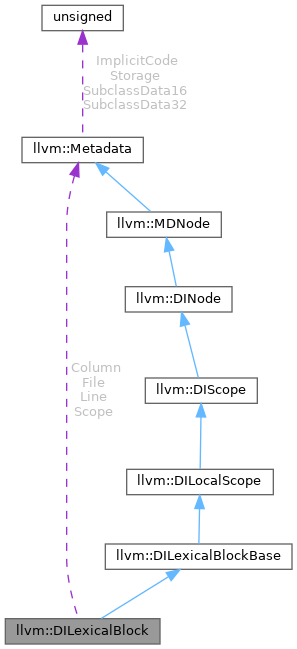 unsigned
ImplicitCode
Storage
SubclassData16
SubclassData32
llvm::Metadata
llvm::MDNode
llvm::DINode
llvm::DIScope
Column
File
Line
Scope
llvm::DILocalScope
llvm::DILexicalBlockBase
llvm::DILexicalBlock